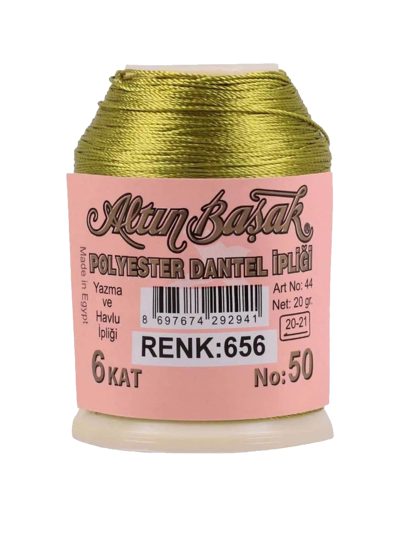 Altın Başak
POLYESTER DANTEL İPLİĞİ
Made in Egypt
Yazma
ve
Havlu
İpliği
Art No: 44
Net: 20 gr.
20-21
8 697674 292941
RENK:656
6 KAT
No:50